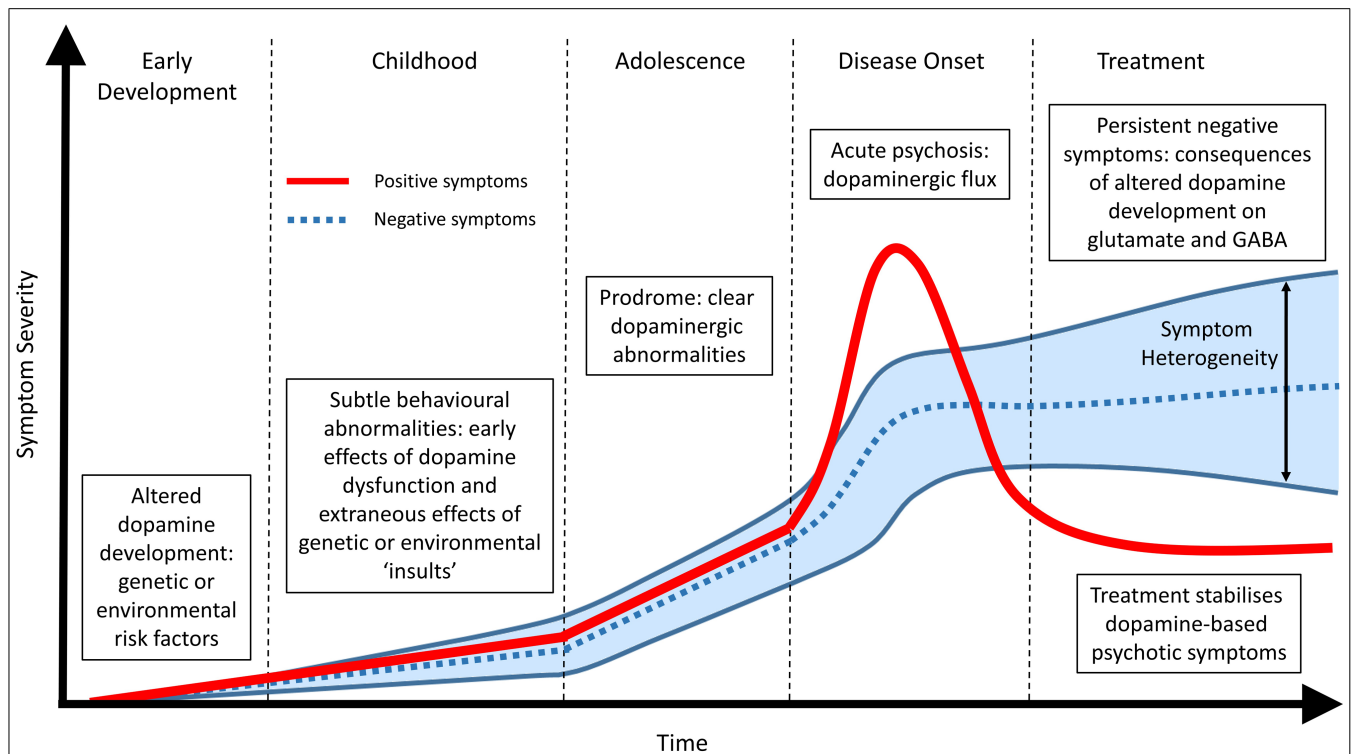 Early
Development
Childhood
Adolescence
Disease Onset
Treatment
Positive symptoms
Negative symptoms
Acute psychosis:
dopaminergic flux
Persistent negative
symptoms: consequences
of altered dopamine
development on
glutamate and GABA
Prodrome: clear
dopaminergic
abnormalities
Symptom
Heterogeneity
Subtle behavioural
abnormalities: early
effects of dopamine
dysfunction and
extraneous effects of
genetic or environmental
‘insults’
Altered
dopamine
development:
genetic or
environmental
risk factors
Treatment stabilises
dopamine-based
psychotic symptoms
Symptom Severity
Time